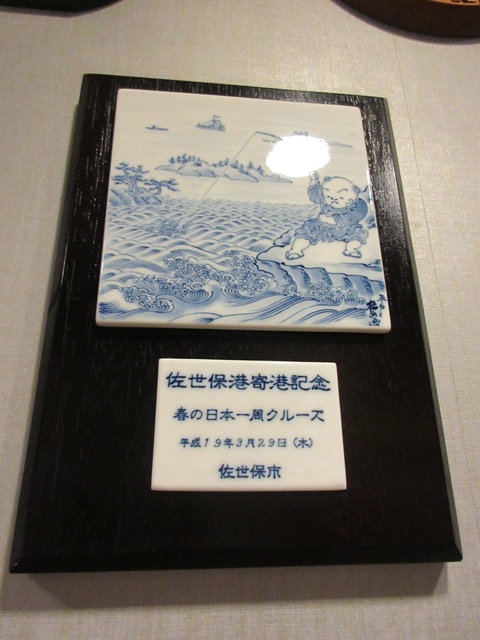 佐世保港寄港記念
春の日本一周クルーズ
平成19年3月29日(木)
佐世保市